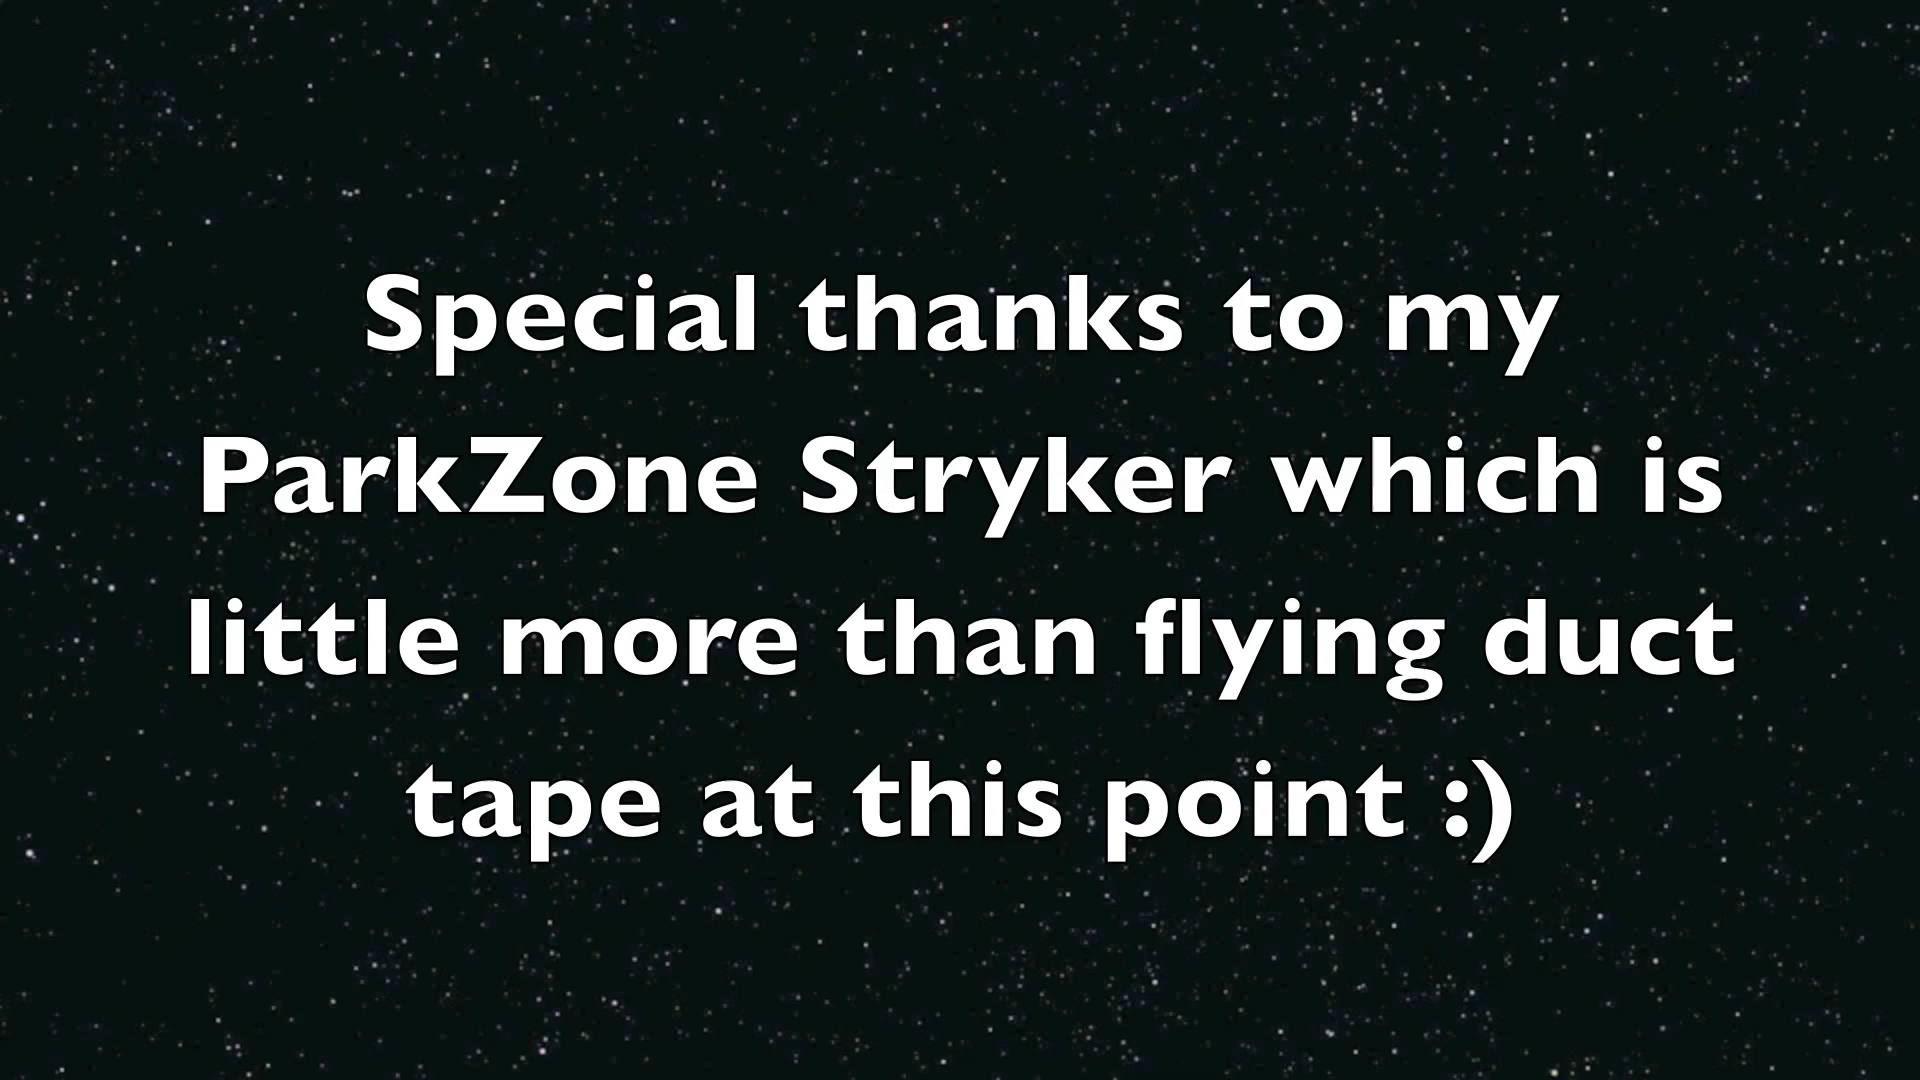 Special thanks to my
ParkZone Stryker which is
little more than flying duct
tape at this point :)